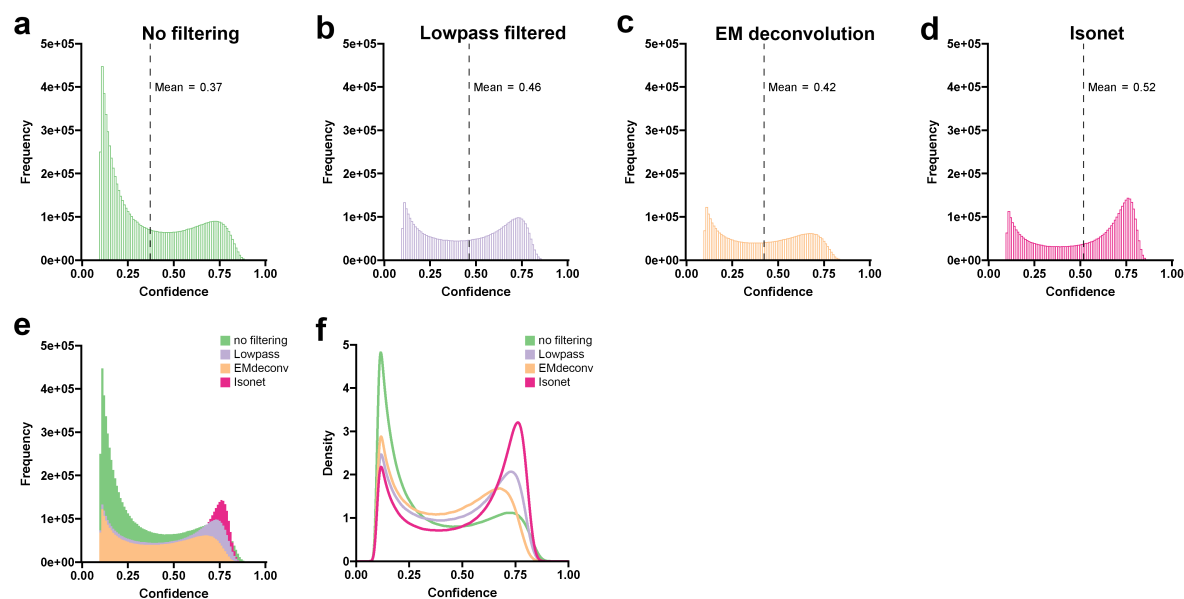 a
No filtering
5e+05
4e+05
3e+05
2e+05
1e+05
0e+00
Frequency
Mean = 0.37
0.00 0.25 0.50 0.75 1.00
Confidence
b
Lowpass filtered
5e+05
4e+05
3e+05
2e+05
1e+05
0e+00
Frequency
Mean = 0.46
0.00 0.25 0.50 0.75 1.00
Confidence
c
EM deconvolution
5e+05
4e+05
3e+05
2e+05
1e+05
0e+00
Frequency
Mean = 0.42
0.00 0.25 0.50 0.75 1.00
Confidence
d
Isonet
5e+05
4e+05
3e+05
2e+05
1e+05
0e+00
Frequency
Mean = 0.52
0.00 0.25 0.50 0.75 1.00
Confidence
e
no filtering
Lowpass
EMdeconv
Isonet
5e+05
4e+05
3e+05
2e+05
1e+05
0e+00
Frequency
0.00 0.25 0.50 0.75 1.00
Confidence
f
no filtering
Lowpass
EMdeconv
Isonet
5
4
3
2
1
0
Density
0.00 0.25 0.50 0.75 1.00
Confidence